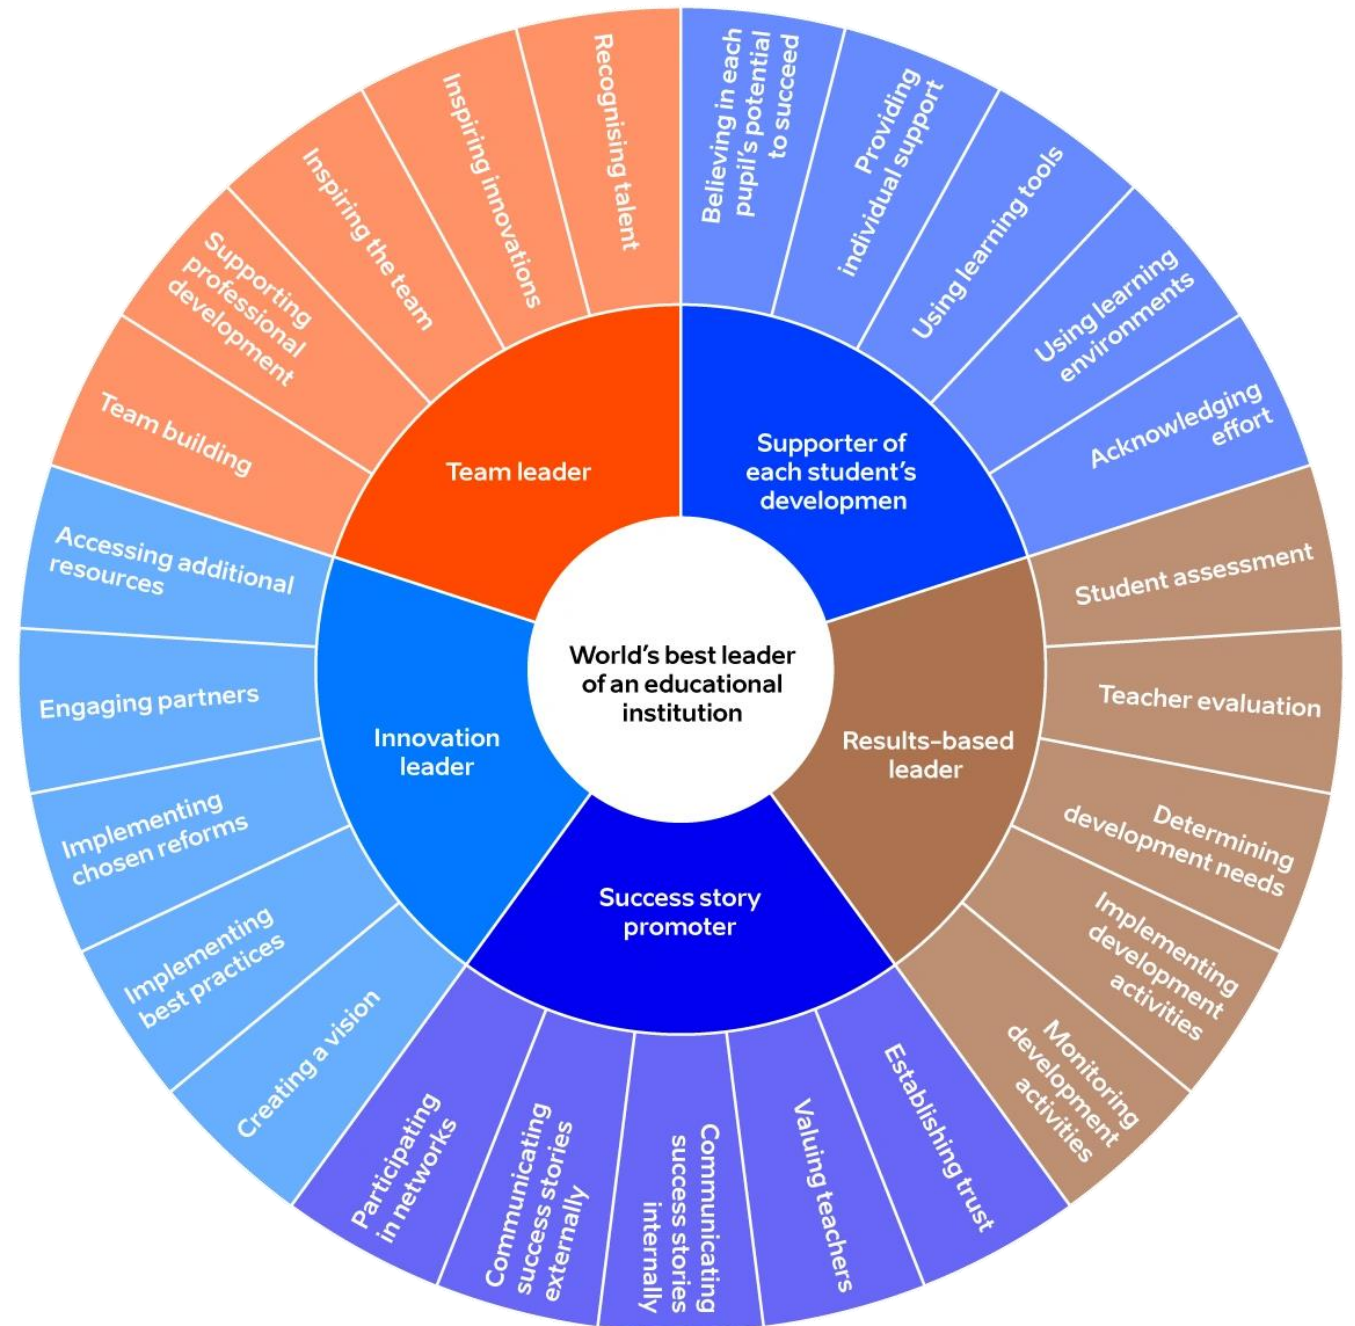 World's best leader
of an educational
institution
Supporter of
each student's
developmen
Believing in each
pupil's potential
to succeed
Providing
individual support
Using learning tools
Using learning
environments
Acknowledging
effort
Results-based
leader
Student assessment
Teacher evaluation
Determining
development needs
Implementing
development
activities
Monitoring
development
activities
Success story
promoter
Establishing trust
Valuing teachers
Communicating
success stories
internally
Communicating
success stories
externally
Participating
in networks
Innovation
leader
Creating a vision
Implementing
best practices
Implementing
chosen reforms
Engaging partners
Accessing additional
resources
Team leader
Team building
Supporting
professional
development
Inspiring the team
Inspiring innovations
Recognising talent